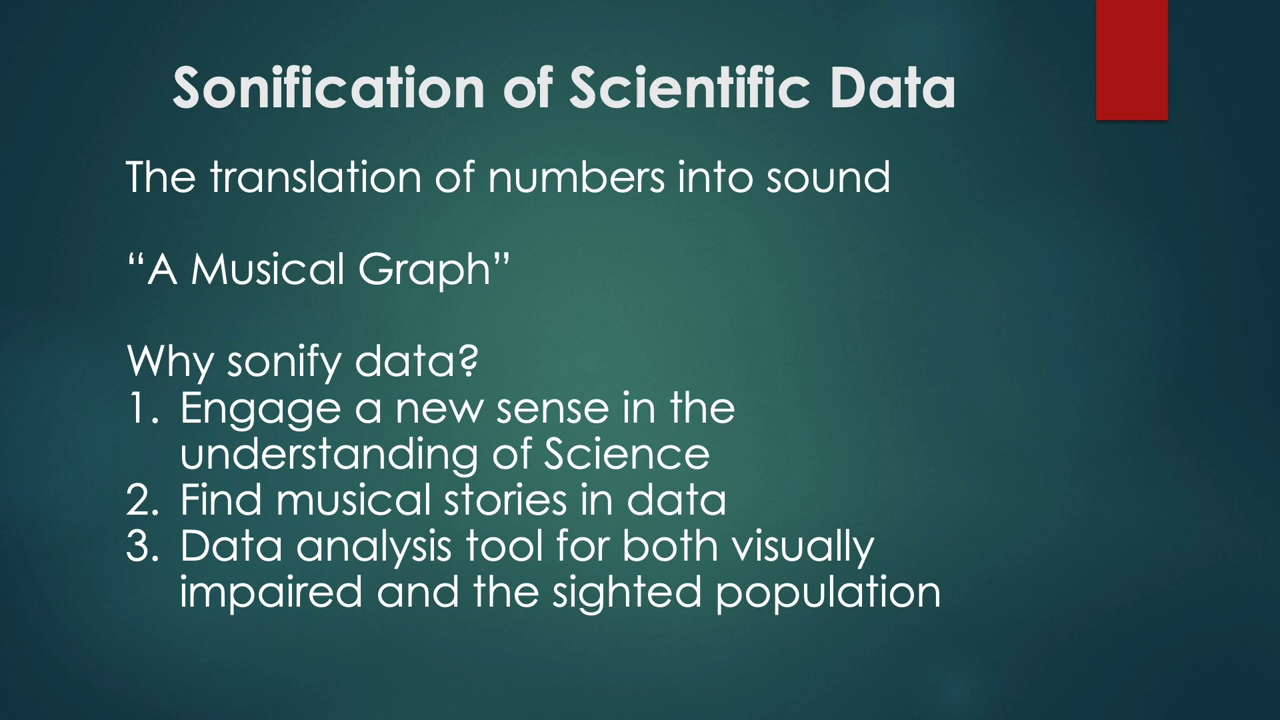 Sonification of Scientific Data
The translation of numbers into sound
“A Musical Graph”
Why sonify data?
1. Engage a new sense in the
understanding of Science
2. Find musical stories in data
3. Data analysis tool for both visually
impaired and the sighted population